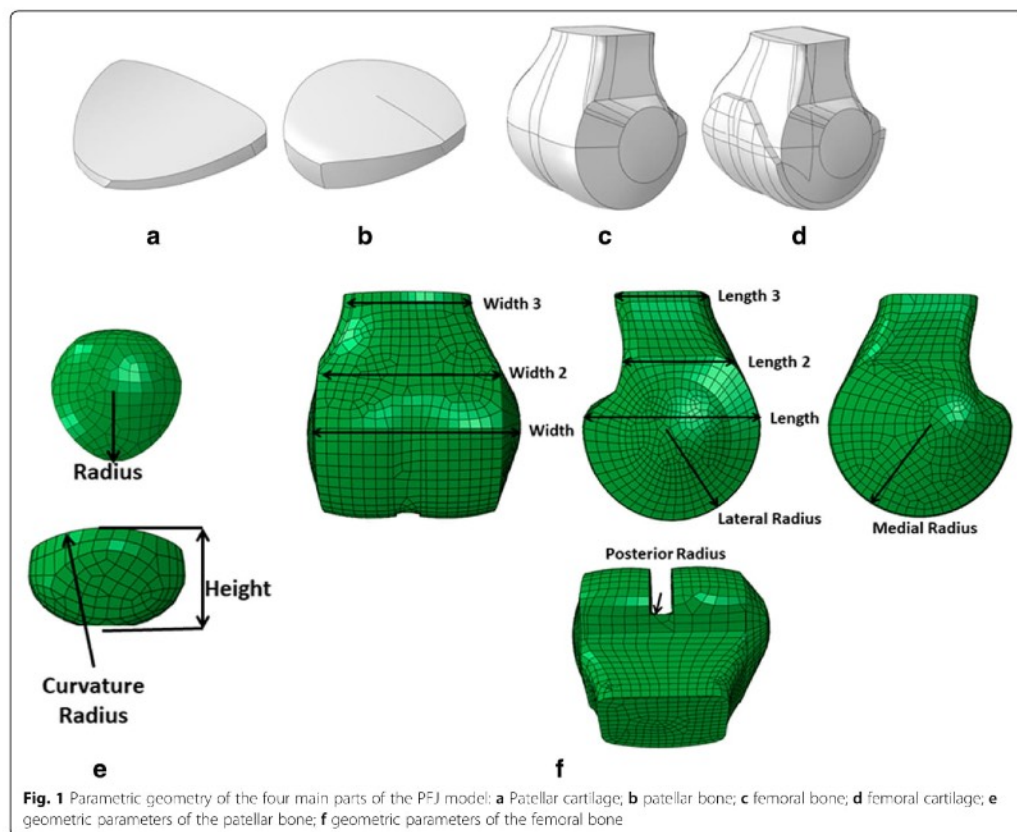 a
b
c
d
Width 3
Length 3
Width 2
Length 2
Width
Length
Radius
Lateral Radius
Medial Radius
Posterior Radius
Height
Curvature
Radius
e
f
Fig. 1 Parametric geometry of the four main parts of the PFJ model: a Patellar cartilage; b patellar bone; c femoral bone; d femoral cartilage; e
geometric parameters of the patellar bone; f geometric parameters of the femoral bone